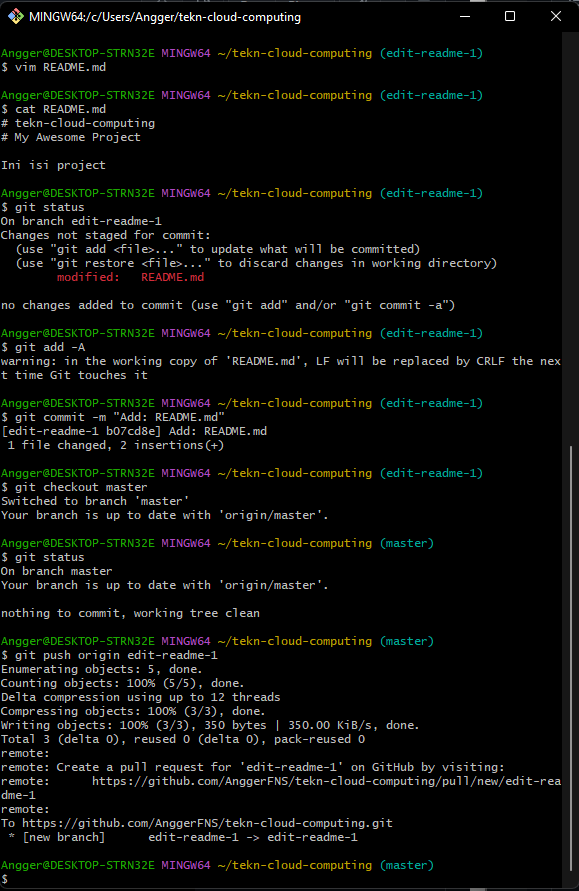 MINGW64:/c/Users/Angger/tekn-cloud-computing
Angger@DESKTOP-STRN32E MINGW64 ~/tekn-cloud-computing (edit-readme-1)
$ vim README.md
Angger@DESKTOP-STRN32E MINGW64 ~/tekn-cloud-computing (edit-readme-1)
$ cat README.md
# tekn-cloud-computing
# My Awesome Project
Ini isi project
Angger@DESKTOP-STRN32E MINGW64 ~/tekn-cloud-computing (edit-readme-1)
$ git status
On branch edit-readme-1
Changes not staged for commit:
  (use "git add <file>..." to update what will be committed)
  (use "git restore <file>..." to discard changes in working directory)
        modified:   README.md
no changes added to commit (use "git add" and/or "git commit -a")
Angger@DESKTOP-STRN32E MINGW64 ~/tekn-cloud-computing (edit-readme-1)
$ git add -A
warning: in the working copy of 'README.md', LF will be replaced by CRLF the nex
t time Git touches it
Angger@DESKTOP-STRN32E MINGW64 ~/tekn-cloud-computing (edit-readme-1)
$ git commit -m "Add: README.md"
[edit-readme-1 b07cd8e] Add: README.md
 1 file changed, 2 insertions(+)
Angger@DESKTOP-STRN32E MINGW64 ~/tekn-cloud-computing (edit-readme-1)
$ git checkout master
Switched to branch 'master'
Your branch is up to date with 'origin/master'.
Angger@DESKTOP-STRN32E MINGW64 ~/tekn-cloud-computing (master)
$ git status
On branch master
Your branch is up to date with 'origin/master'.
nothing to commit, working tree clean
Angger@DESKTOP-STRN32E MINGW64 ~/tekn-cloud-computing (master)
$ git push origin edit-readme-1
Enumerating objects: 5, done.
Counting objects: 100% (5/5), done.
Delta compression using up to 12 threads
Compressing objects: 100% (3/3), done.
Writing objects: 100% (3/3), 350 bytes | 350.00 KiB/s, done.
Total 3 (delta 0), reused 0 (delta 0), pack-reused 0
remote:
remote: Create a pull request for 'edit-readme-1' on GitHub by visiting:
remote:      https://github.com/AnggerFNS/tekn-cloud-computing/pull/new/edit-rea
dme-1
remote:
To https://github.com/AnggerFNS/tekn-cloud-computing.git
 * [new branch]      edit-readme-1 -> edit-readme-1
Angger@DESKTOP-STRN32E MINGW64 ~/tekn-cloud-computing (master)
$